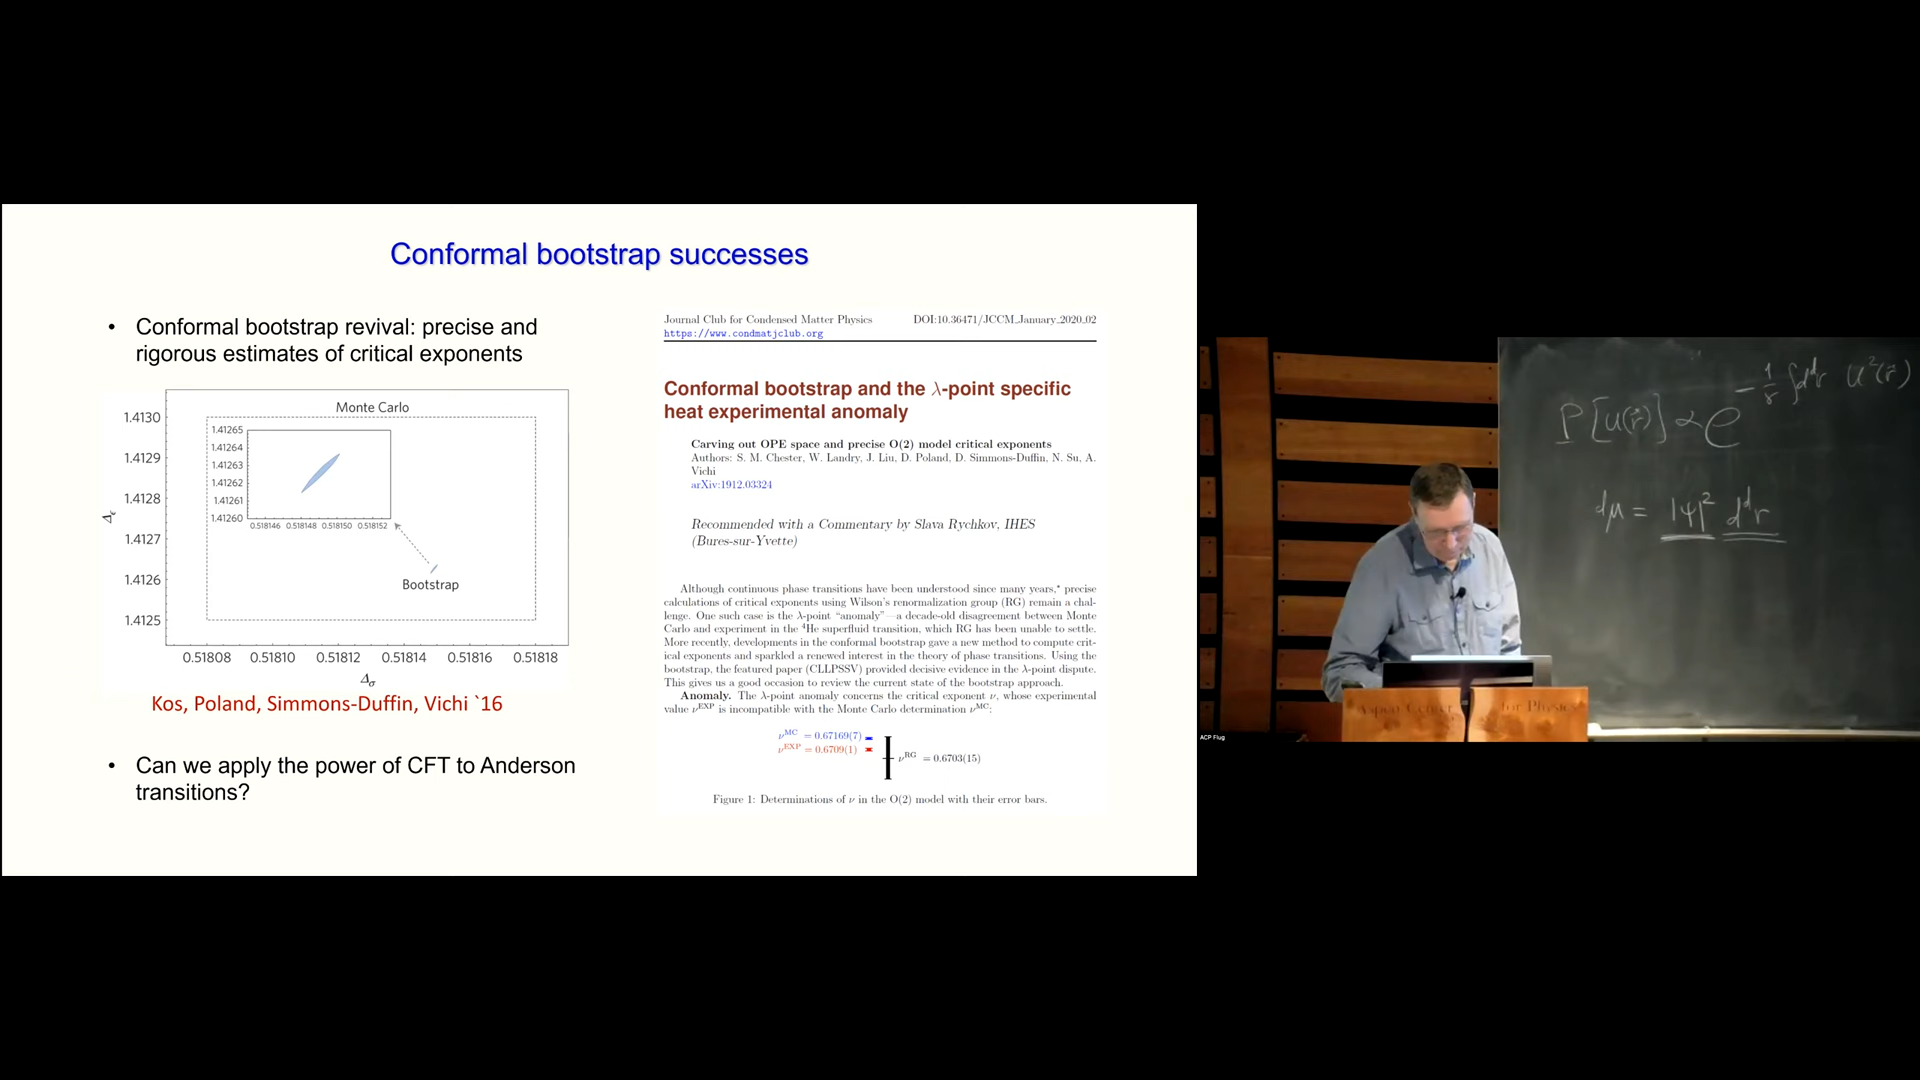 Conformal bootstrap successes
• Conformal bootstrap revival: precise and
rigorous estimates of critical exponents
Monte Carlo
1.4130
1.4129
1.4128
1.4127
1.4126
1.4125
Δϵ
1.41265
1.41264
1.41263
1.41262
1.41261
1.41260
0.518146 0.518148 0.518150 0.518152
Bootstrap
0.51808 0.51810 0.51812 0.51814 0.51816 0.51818
Δσ
Kos, Poland, Simmons-Duffin, Vichi `16
• Can we apply the power of CFT to Anderson
transitions?
Journal Club for Condensed Matter Physics DOI:10.36471/JCCM_January_2020_02
https://www.condmatjclub.org
Conformal bootstrap and the λ-point specific
heat experimental anomaly
Carving out OPE space and precise O(2) model critical exponents
Authors: S. M. Chester, W. Landry, J. Liu, D. Poland, D. Simmons-Duffin, N. Su, A.
Vichi
arXiv:1912.03324
Recommended with a Commentary by Slava Rychkov, IHES
(Bures-sur-Yvette)
Although continuous phase transitions have been understood since many years,* precise
calculations of critical exponents using Wilson's renormalization group (RG) remain a chal-
lenge. One such case is the λ-point “anomaly”—a decade-old disagreement between Monte
Carlo and experiment in the ⁴He superfluid transition, which RG has been unable to settle.
More recently, developments in the conformal bootstrap gave a new method to compute crit-
ical exponents and sparkled a renewed interest in the theory of phase transitions. Using the
bootstrap, the featured paper (CLLPSSV) provided decisive evidence in the λ-point dispute.
This gives us a good occasion to review the current state of the bootstrap approach.
Anomaly. The λ-point anomaly concerns the critical exponent ν, whose experimental
value ν^EXP is incompatible with the Monte Carlo determination ν^MC:
ν^MC = 0.67169(7)
ν^EXP = 0.6709(1)
ν^RG = 0.6703(15)
Figure 1: Determinations of ν in the O(2) model with their error bars.
P[u(r⃗)] ∝ e^{-1/γ ∫d^dr u²(r⃗)}
dμ = |ψ|² d^dr
Aspen Center for Physics
ACP Flug